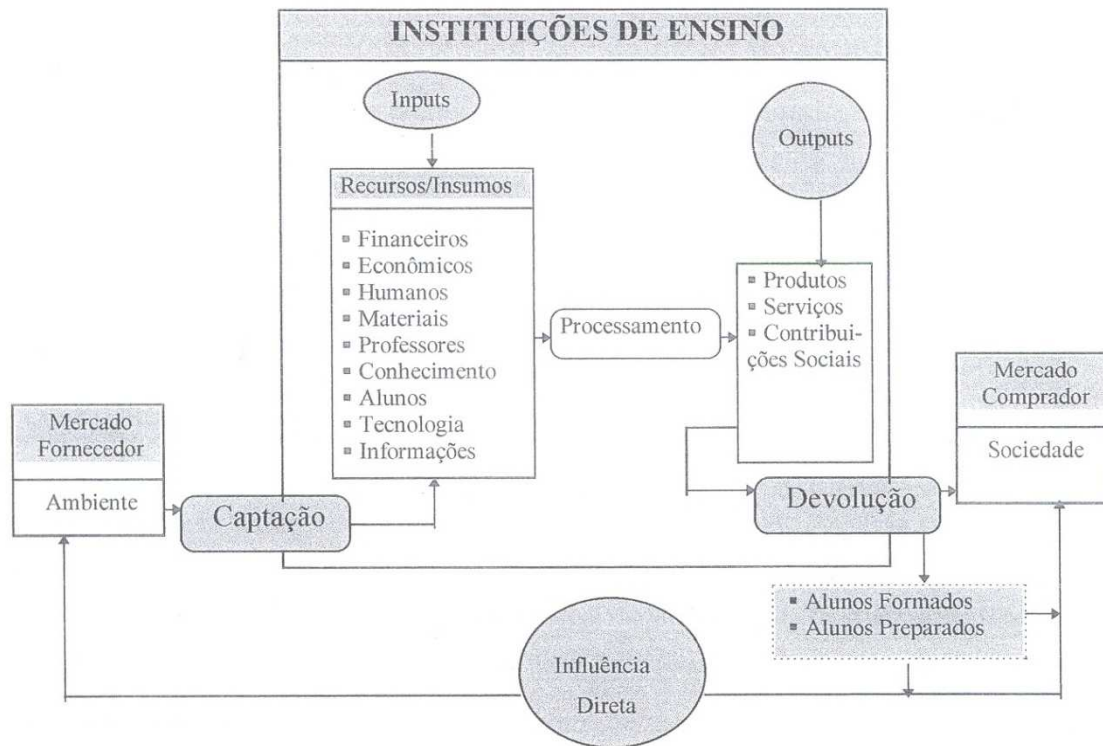 INSTITUIÇÕES DE ENSINO
Inputs
Outputs
Recursos/Insumos
Financeiros
Econômicos
Humanos
Materiais
Professores
Conhecimento
Alunos
Tecnologia
Informações
Processamento
Produtos
Serviços
Contribui-
ções Sociais
Mercado
Fornecedor
Ambiente
Captação
Devolução
Mercado
Comprador
Sociedade
Alunos Formados
Alunos Preparados
Influência
Direta